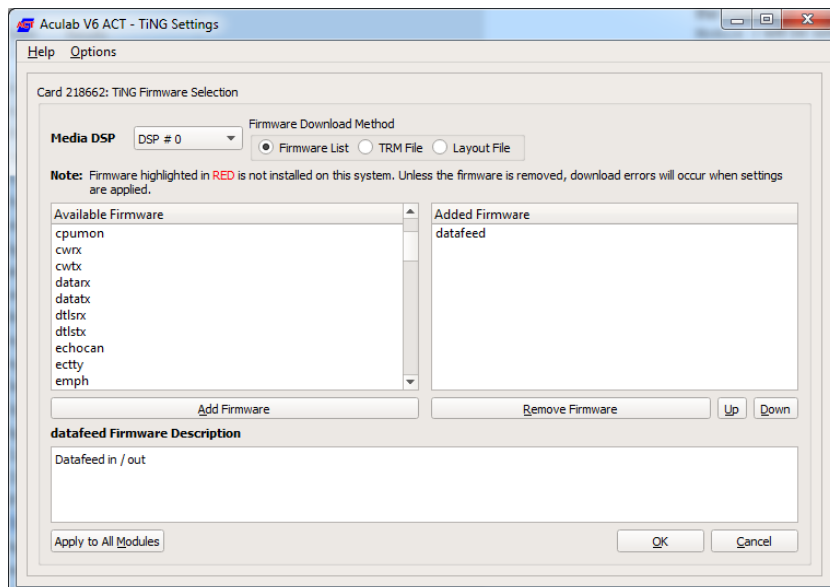 Aculab V6 ACT - TiNG Settings
Help Options
Card 218662: TiNG Firmware Selection
Media DSP DSP # 0 Firmware Download Method
Firmware List TRM File Layout File
Note: Firmware highlighted in RED is not installed on this system. Unless the firmware is removed, download errors will occur when settings
are applied.
Available Firmware
cpumon
cwrx
cwtx
datarx
datatx
dtlsrx
dtlstx
echocan
ectty
emph
Added Firmware
datafeed
Add Firmware Remove Firmware Up Down
datafeed Firmware Description
Datafeed in / out
Apply to All Modules OK Cancel